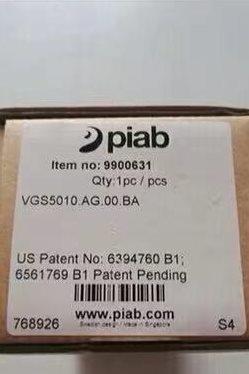 piab
Item no: 9900631
Qty:1pc / pcs
VGS5010.AG.00.BA
US Patent No: 6394760 B1;
6561769 B1 Patent Pending
www.piab.com
Swedish design / Made in Singapore
768926
S4